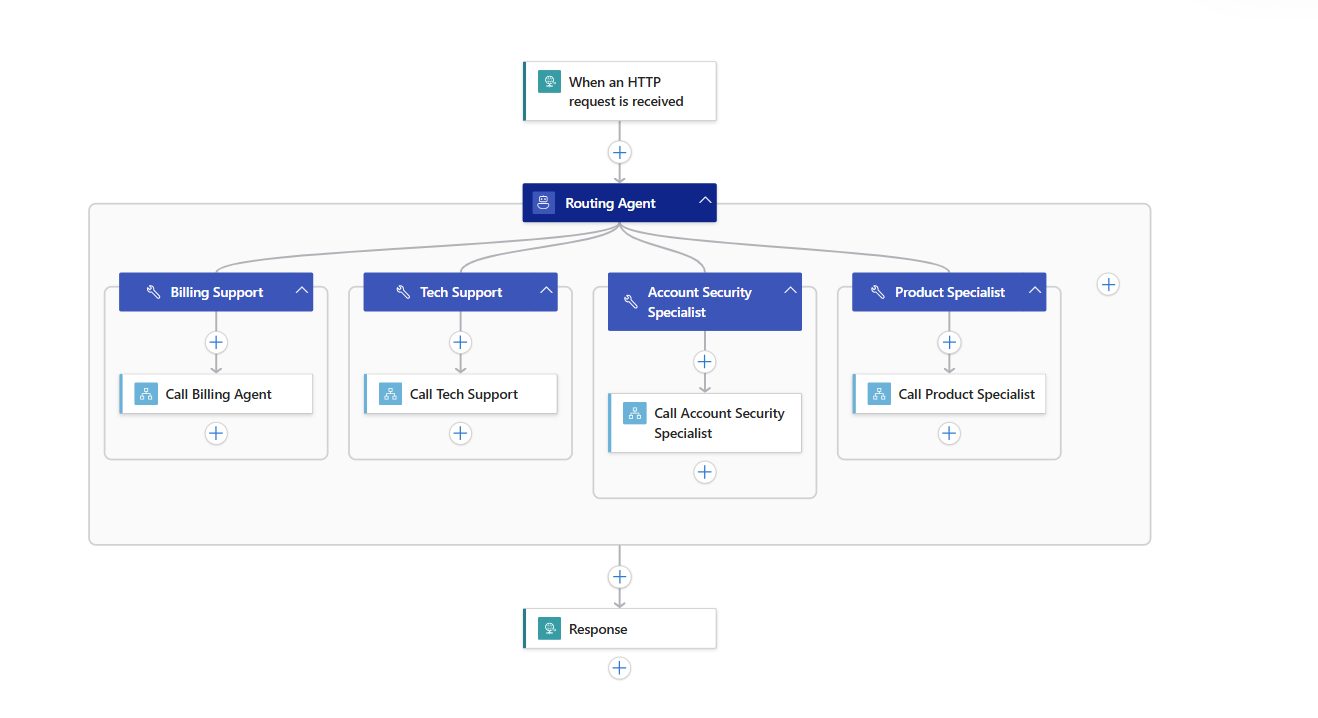 When an HTTP
request is received
Routing Agent
Billing Support
Tech Support
Account Security
Specialist
Product Specialist
Call Billing Agent
Call Tech Support
Call Account Security
Specialist
Call Product Specialist
Response